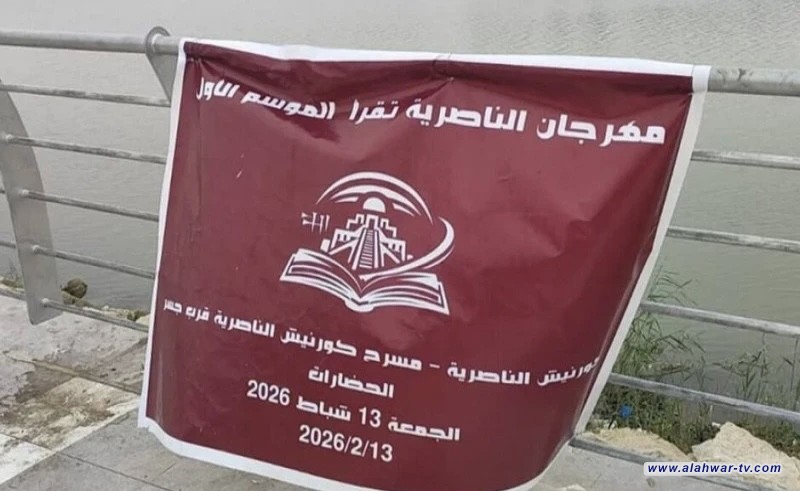 مهرجان الناصرية تقرأ الموسم الاول
كورنيش الناصرية - مسرح كورنيش الناصرية قرب جسر
الحضارات
الجمعة 13 شباط 2026
2026/2/13
www.alahwar-tv.com